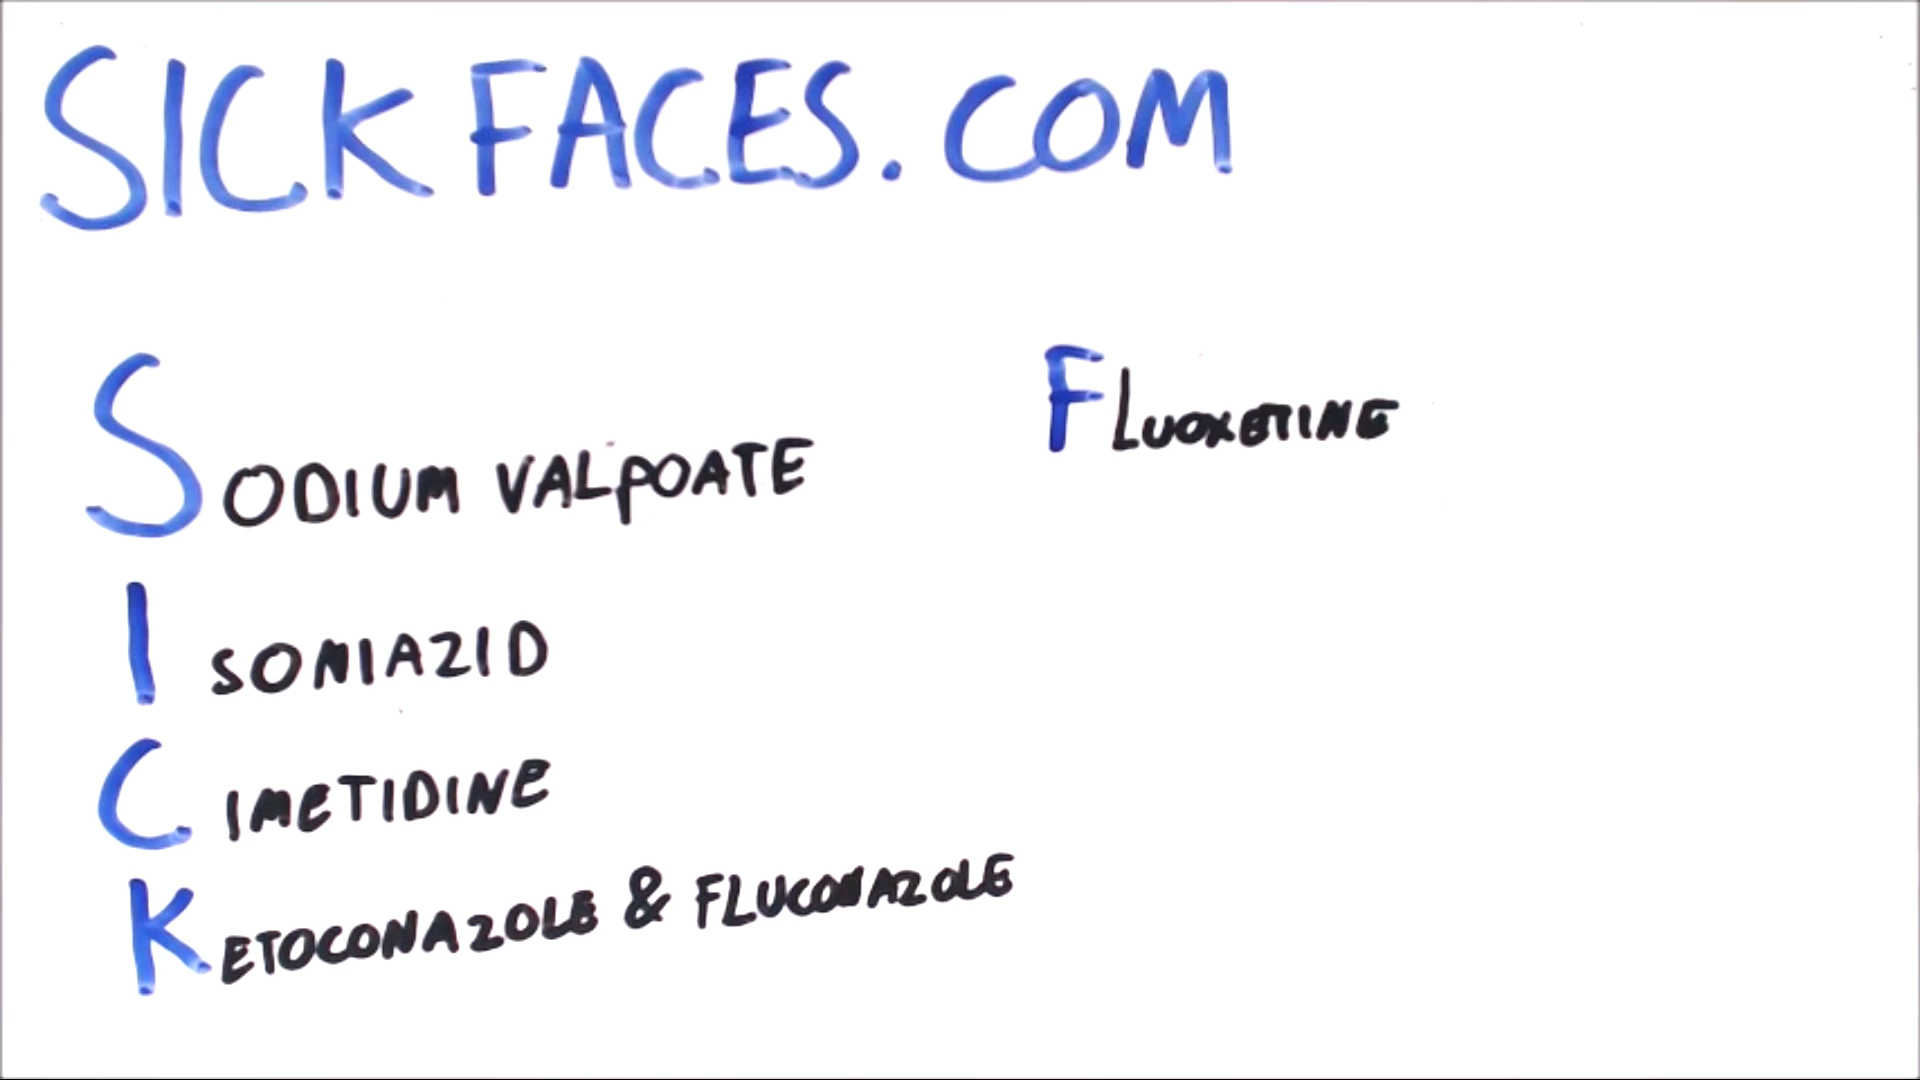 SICKFACES.COM
SODIUM VALPOATE
ISONIAZID
CIMETIDINE
KETOCONAZOLE & FLUCONAZOLE
FLUOXETINE